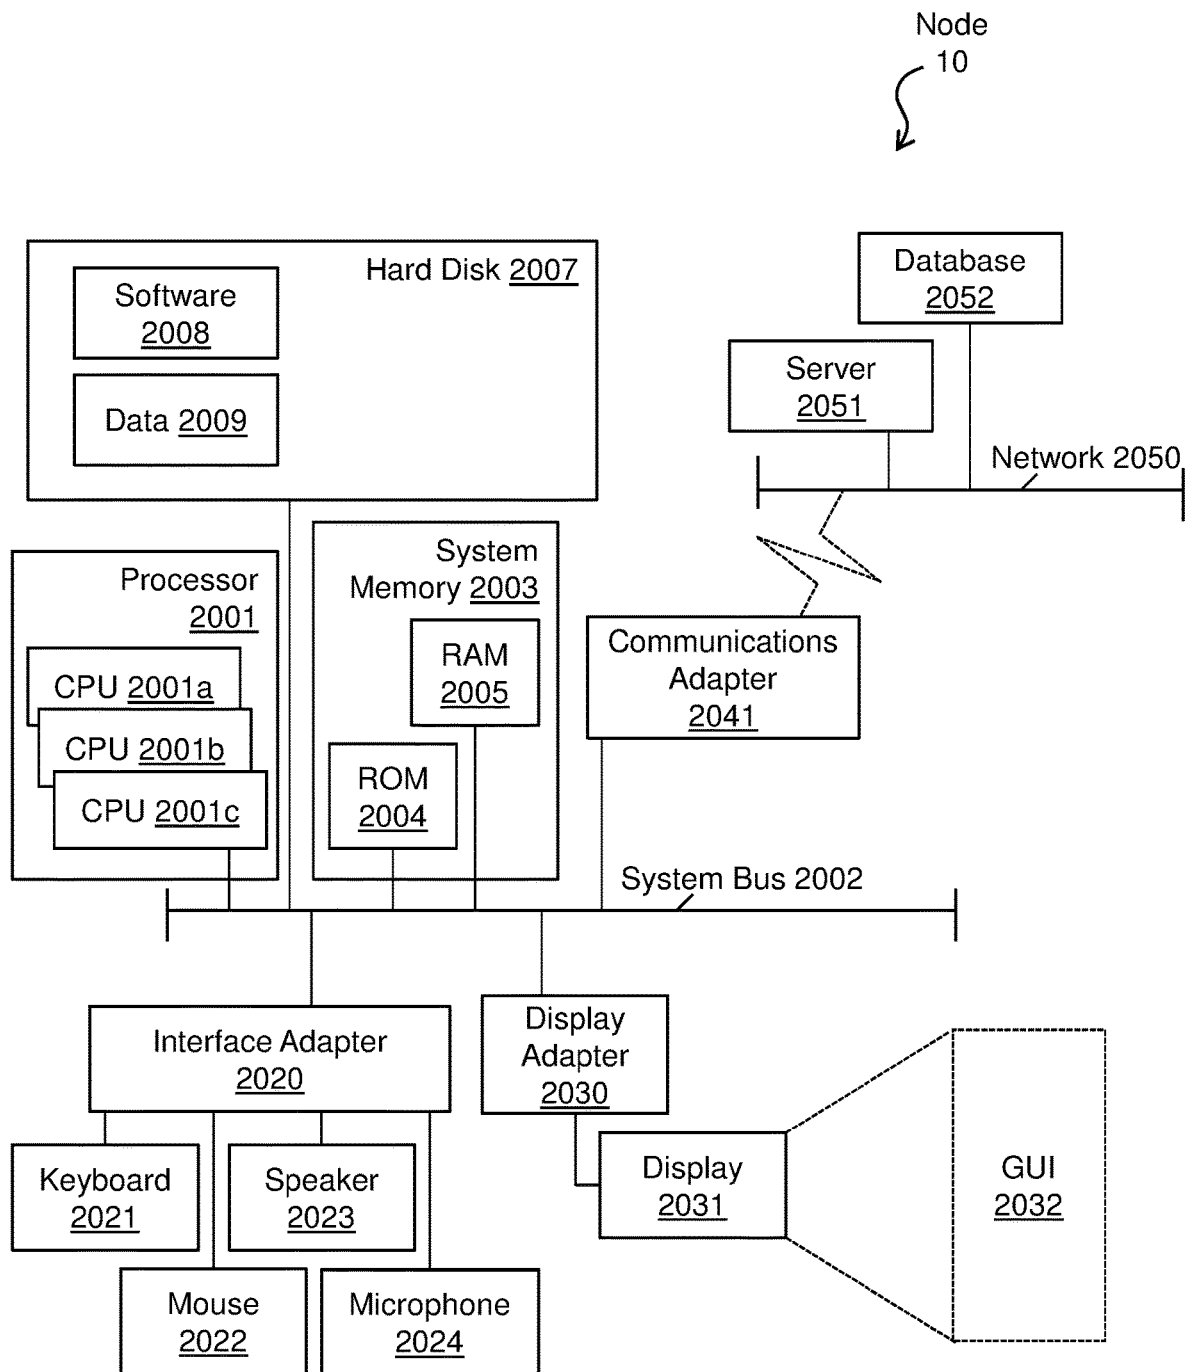 Node
10
Hard Disk 2007
Software
2008
Data 2009
Database
2052
Server
2051
Network 2050
Processor
2001
CPU 2001a
CPU 2001b
CPU 2001c
System
Memory 2003
RAM
2005
ROM
2004
Communications
Adapter
2041
System Bus 2002
Interface Adapter
2020
Display
Adapter
2030
Keyboard
2021
Speaker
2023
Display
2031
GUI
2032
Mouse
2022
Microphone
2024